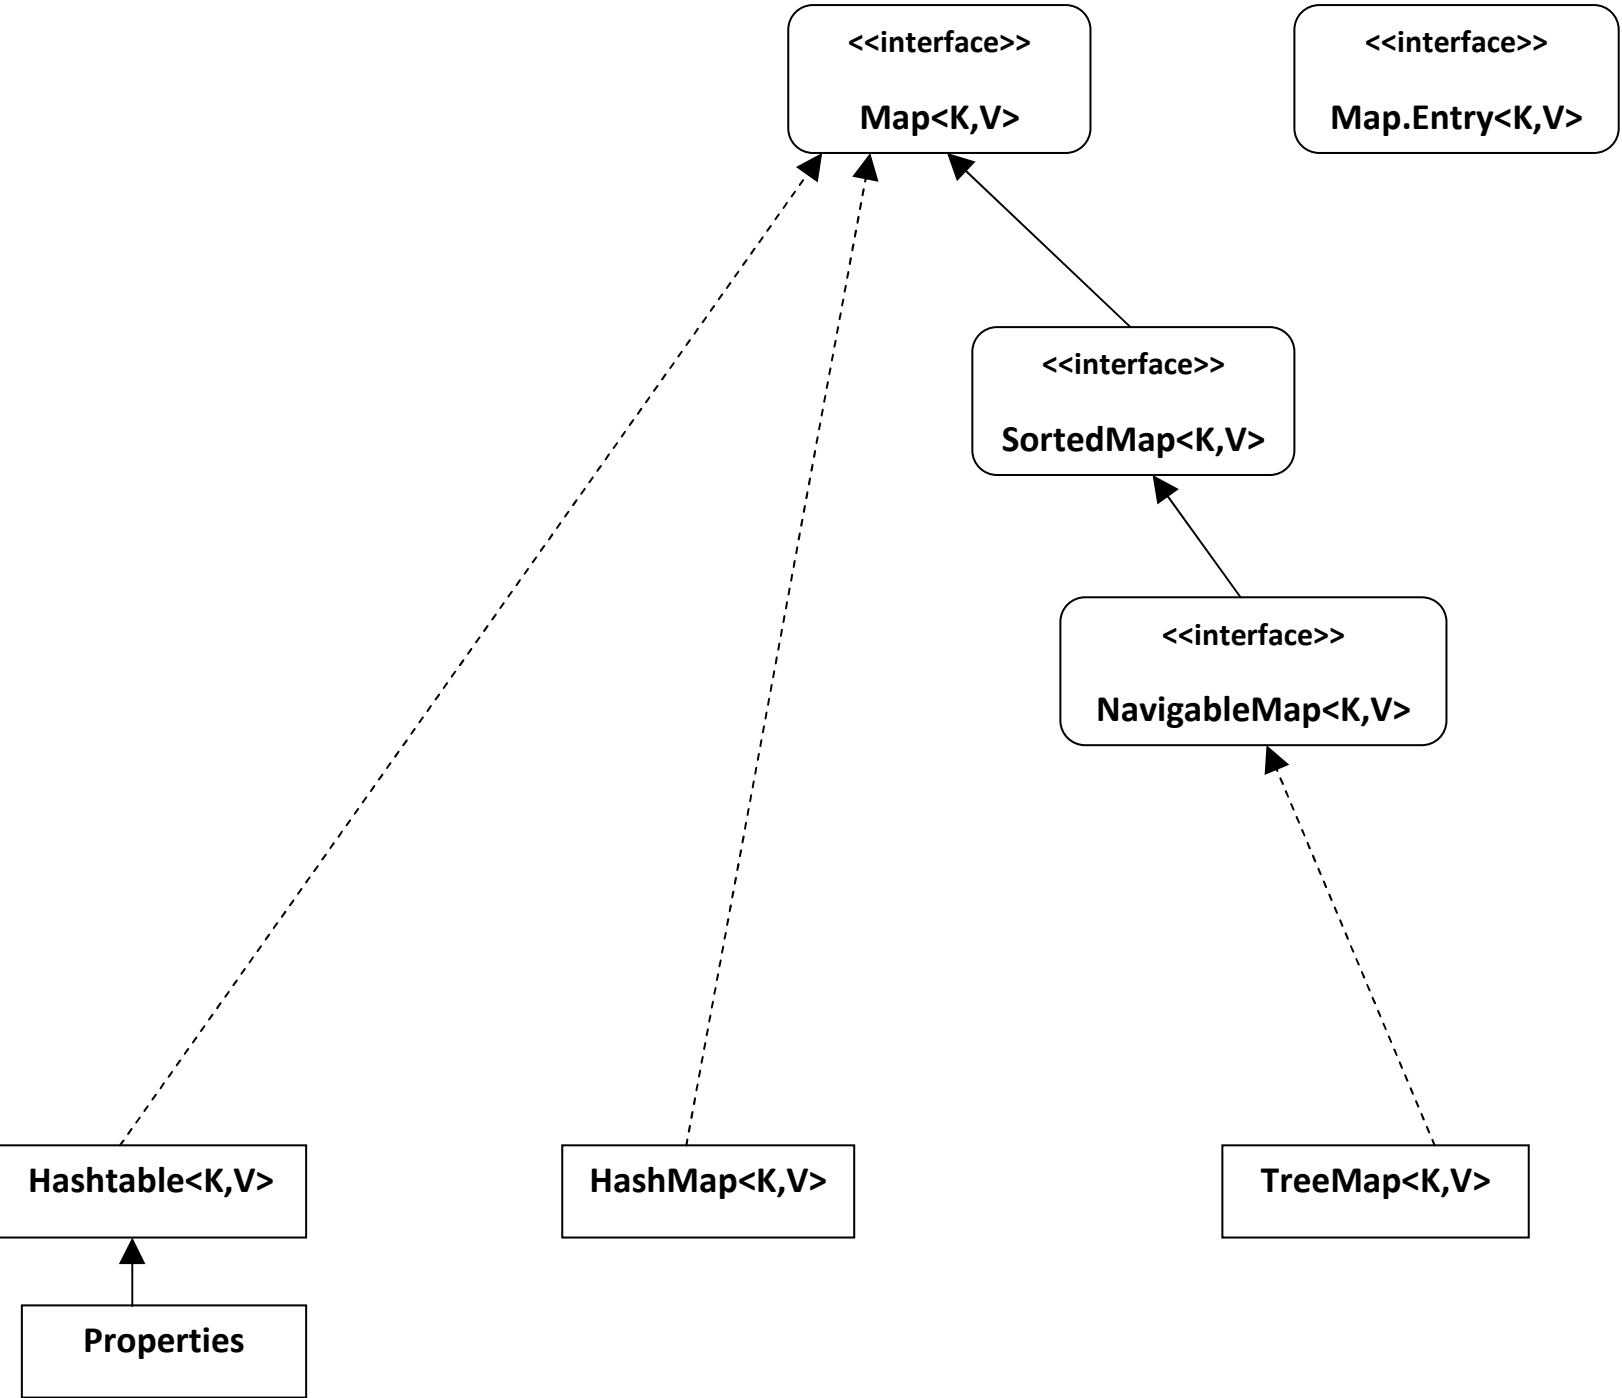 <<interface>>
Map<K,V>
<<interface>>
Map.Entry<K,V>
<<interface>>
SortedMap<K,V>
<<interface>>
NavigableMap<K,V>
Hashtable<K,V>
HashMap<K,V>
TreeMap<K,V>
Properties